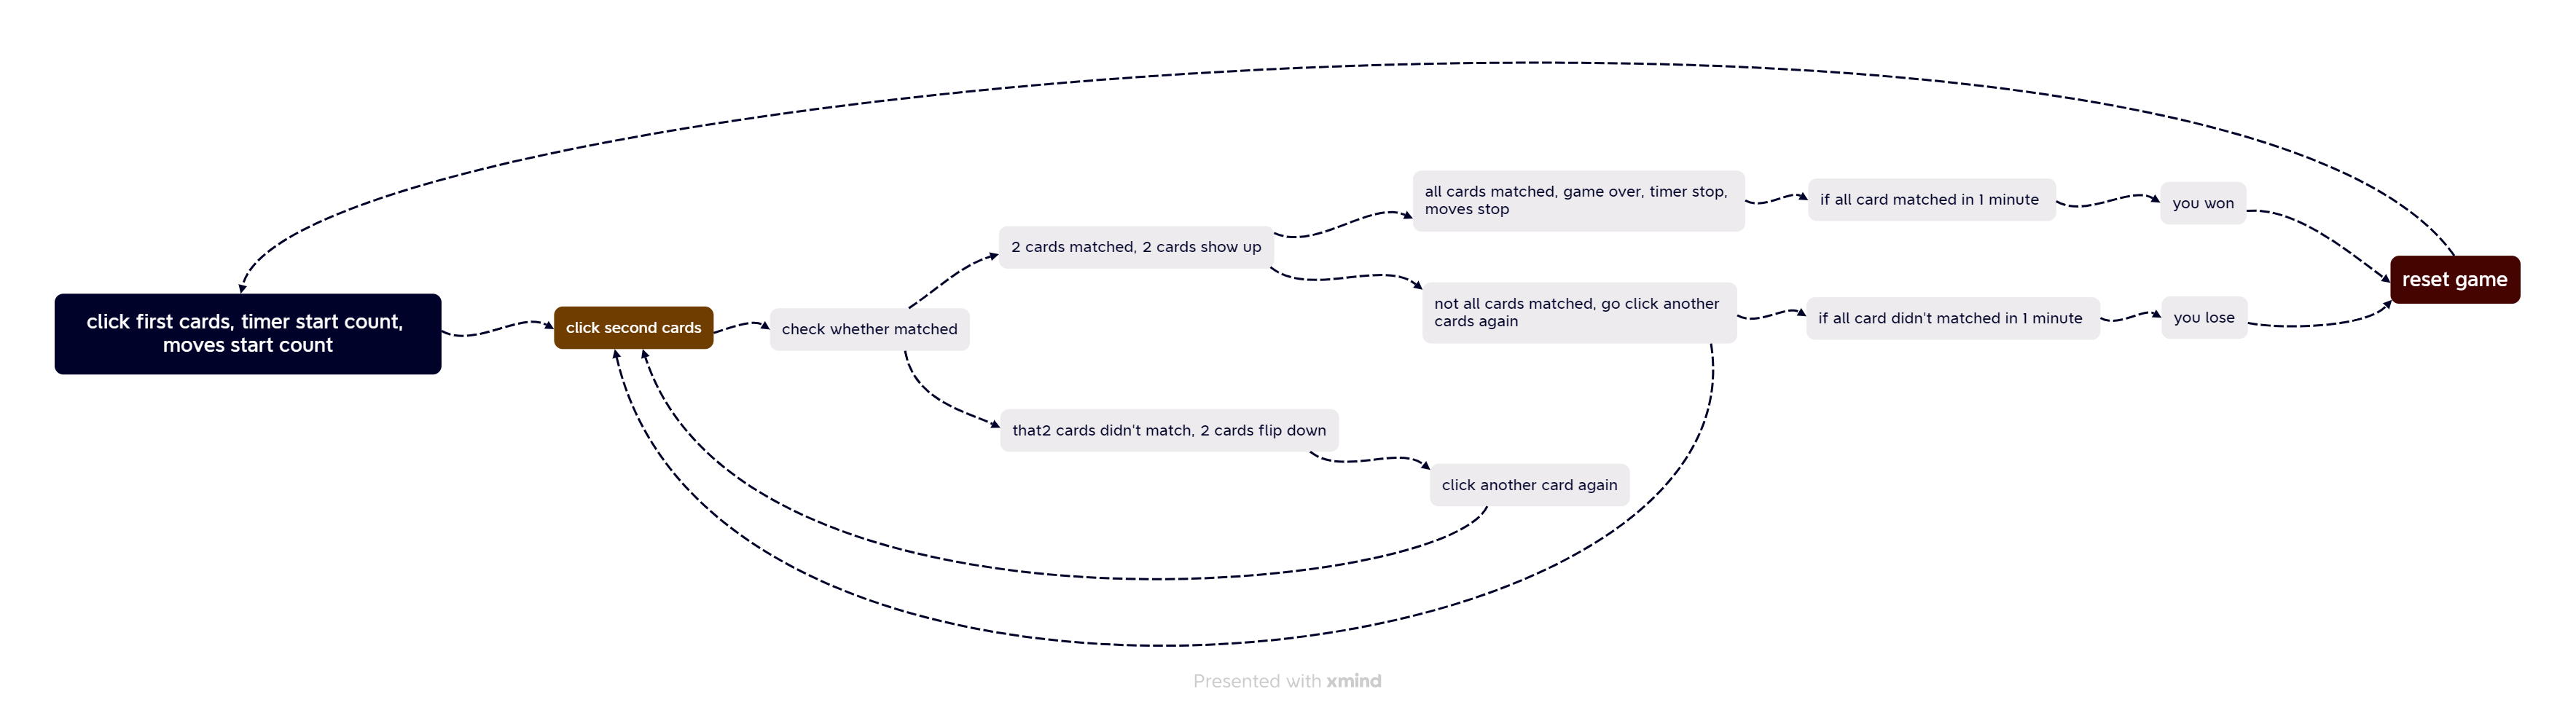 click first cards, timer start count,
moves start count
click second cards
check whether matched
2 cards matched, 2 cards show up
all cards matched, game over, timer stop,
moves stop
if all card matched in 1 minute
you won
not all cards matched, go click another
cards again
if all card didn't matched in 1 minute
you lose
reset game
that2 cards didn't match, 2 cards flip down
click another card again
Presented with xmind